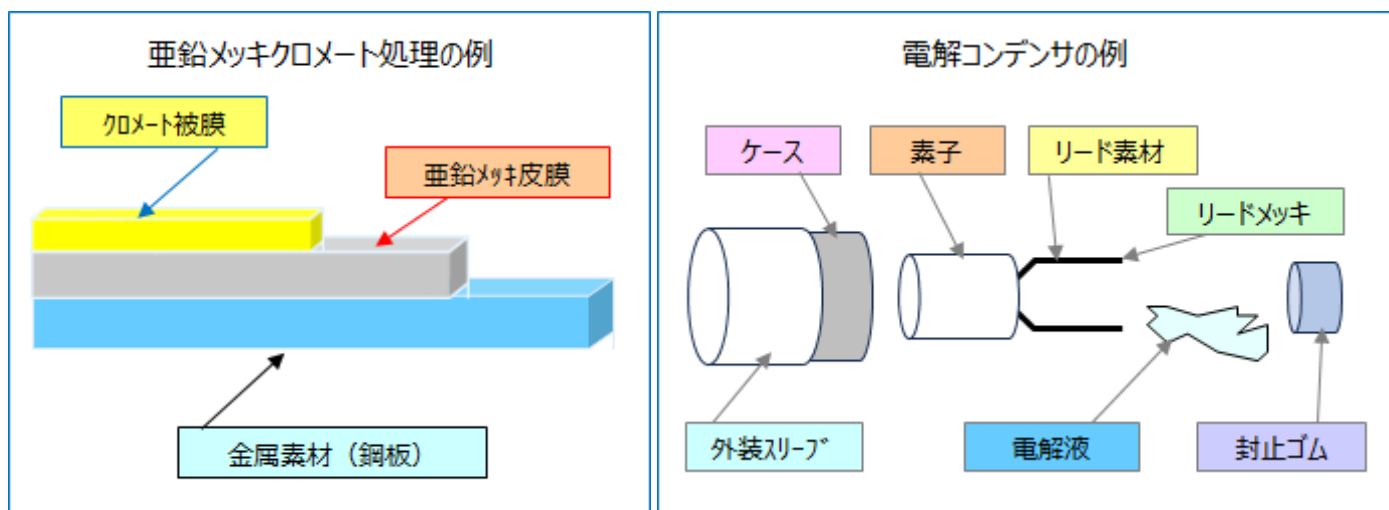 亜鉛メッキクロメート処理の例
ｸﾛﾒｰﾄ被膜
亜鉛ﾒｯｷ皮膜
金属素材（鋼板）
電解コンデンサの例
ケース
素子
リード素材
リードメッキ
外装ｽﾘｰﾌﾞ
電解液
封止ゴム